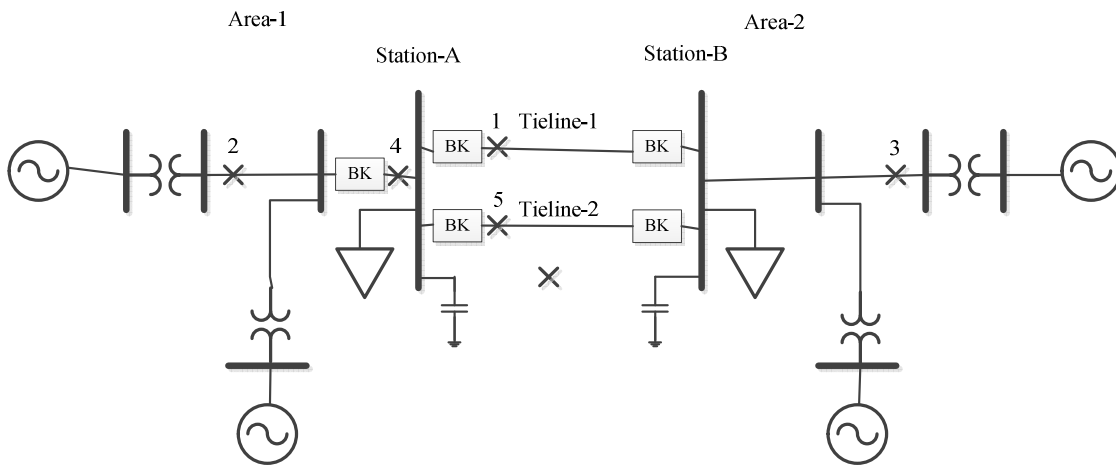 Area-1
Area-2
Station-A
Station-B
1 Tieline-1
BK
BK
2
BK
4
3
5 Tieline-2
BK
BK